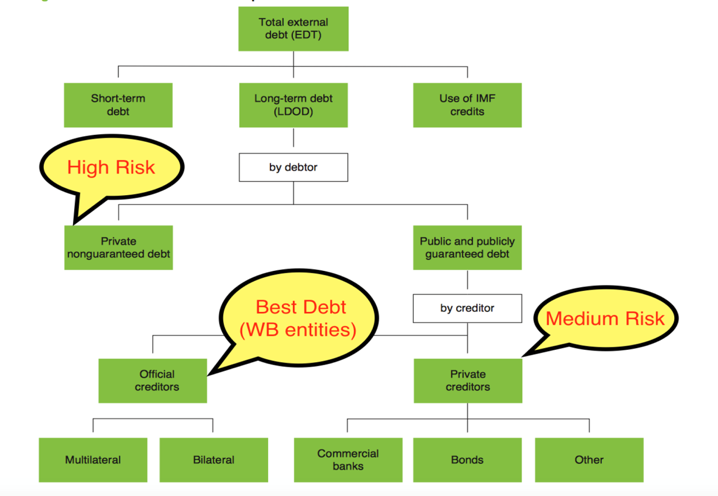 Total external
debt (EDT)
Short-term
debt
Long-term debt
(LDOD)
Use of IMF
credits
by debtor
High Risk
Private
nonguaranteed debt
Public and publicly
guaranteed debt
by creditor
Best Debt
(WB entities)
Medium Risk
Official
creditors
Private
creditors
Multilateral
Bilateral
Commercial
banks
Bonds
Other